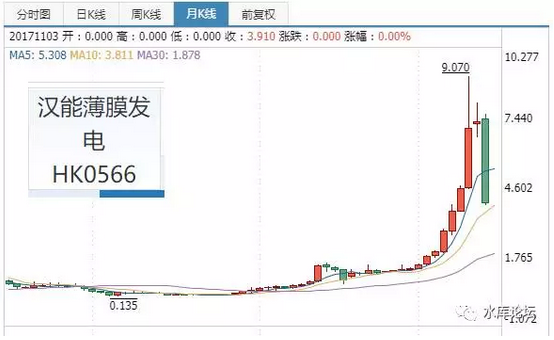 分时图 日K线 周K线 月K线 前复权
20171103 开:0.000 高:0.000 低:0.000 收:3.910 涨跌:0.000 涨幅:0.00%
MA5: 5.308 MA10: 3.811 MA30: 1.878
10.277
9.070
汉能薄膜发
电
HK0566
7.440
4.602
1.765
0.135
水库论坛
-1.072